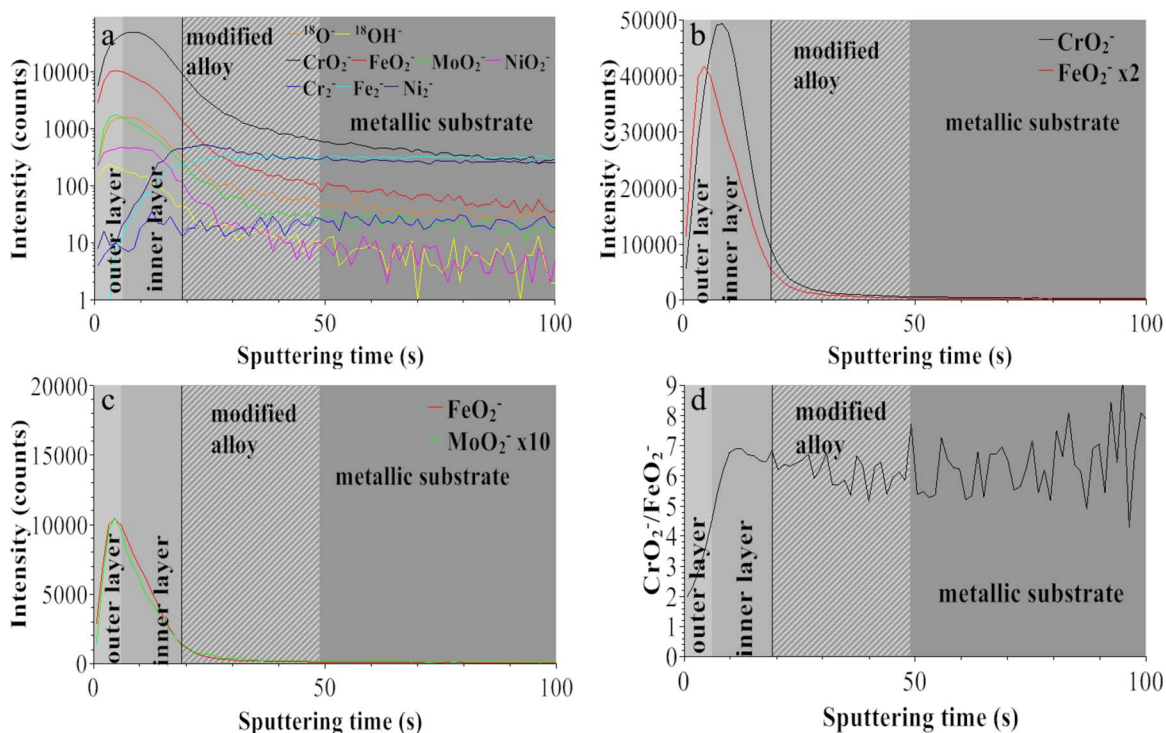 a
modified
alloy
¹⁸O⁻ ¹⁸OH⁻
CrO₂⁻ FeO₂⁻ MoO₂⁻ NiO₂⁻
Cr₂⁻ Fe₂⁻ Ni₂⁻
metallic substrate
outer layer
inner layer
10000
1000
100
10
1
Intenstiy (counts)
0 50 100
Sputtering time (s)
b
modified
alloy
CrO₂⁻
FeO₂⁻ x2
metallic substrate
outer layer
inner layer
50000
40000
30000
20000
10000
0
Intensity (counts)
0 50 100
Sputtering time (s)
c
modified
alloy
FeO₂⁻
MoO₂⁻ x10
metallic substrate
outer layer
inner layer
20000
15000
10000
5000
0
Intensity (counts)
0 50 100
Sputtering time (s)
d
modified
alloy
metallic substrate
outer layer
inner layer
9
8
7
6
5
4
3
2
1
0
CrO₂⁻/FeO₂⁻
0 50 100
Sputtering time (s)